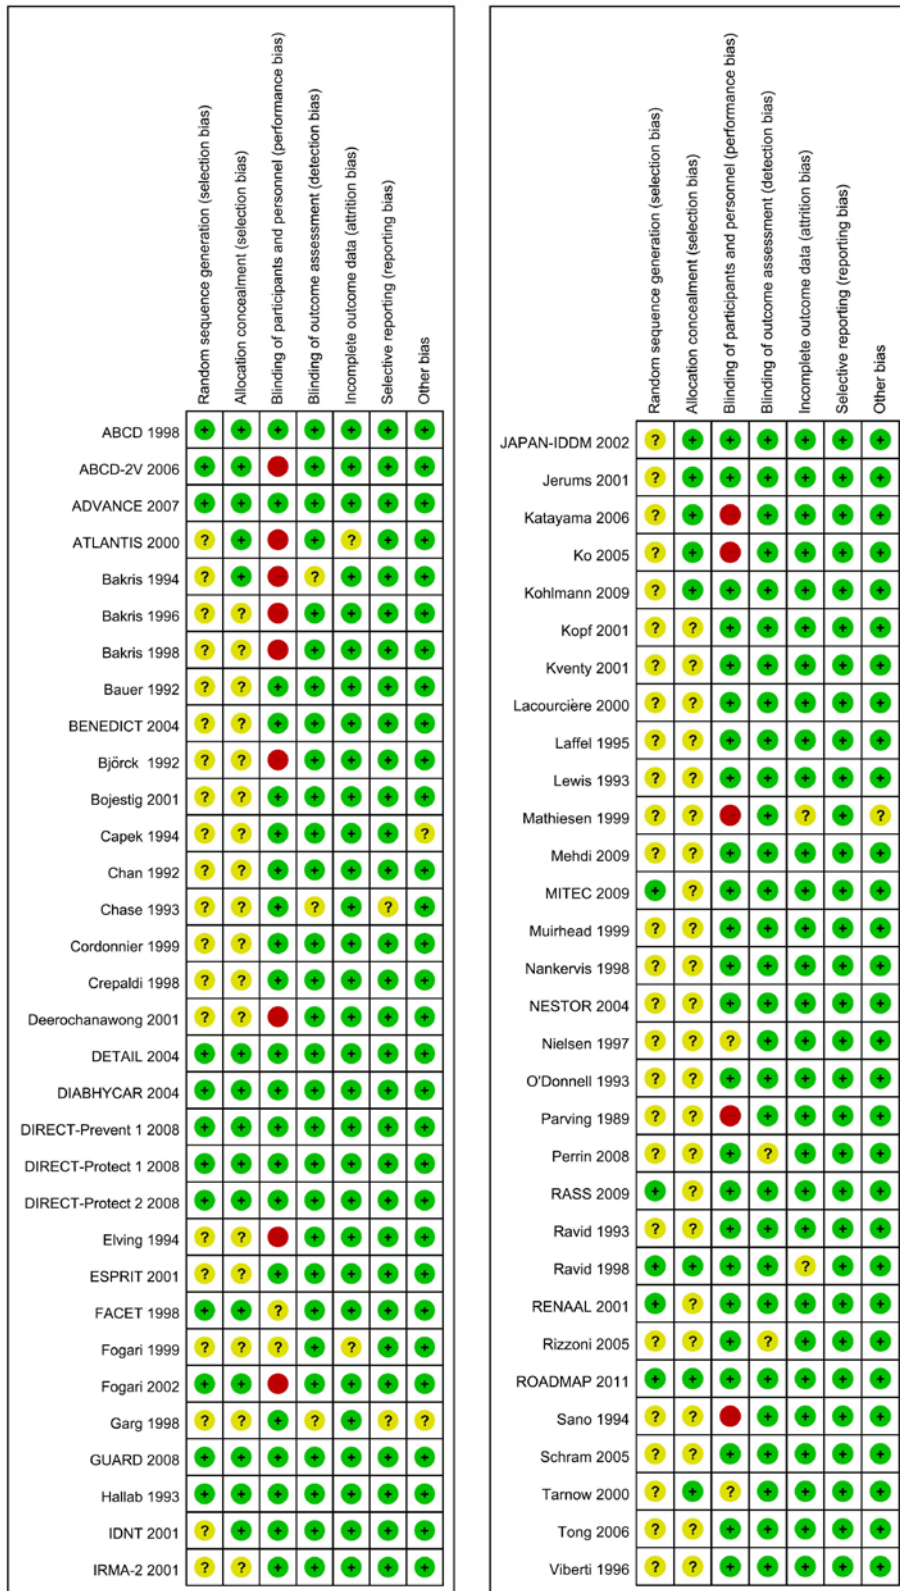 Random sequence generation (selection bias)
Allocation concealment (selection bias)
Blinding of participants and personnel (performance bias)
Blinding of outcome assessment (detection bias)
Incomplete outcome data (attrition bias)
Selective reporting (reporting bias)
Other bias
ABCD 1998 + + + + + + +
ABCD-2V 2006 + + + + + +
ADVANCE 2007 + + + + + + +
ATLANTIS 2000 ? + + ? + +
Bakris 1994 ? + ? + + +
Bakris 1996 ? ? + + + +
Bakris 1998 ? ? + + + +
Bauer 1992 ? ? + + + + +
BENEDICT 2004 ? ? + + + + +
Björck 1992 ? ? + + + +
Bojestig 2001 ? ? + + + + +
Capek 1994 ? ? + + + + ?
Chan 1992 ? ? + + + + +
Chase 1993 ? ? + ? + ? +
Cordonnier 1999 ? ? + + + + +
Crepaldi 1998 ? ? + + + + +
Deerochanawong 2001 ? ? + + + +
DETAIL 2004 + + + + + + +
DIABHYCAR 2004 + + + + + + +
DIRECT-Prevent 1 2008 + + + + + + +
DIRECT-Protect 1 2008 + + + + + + +
DIRECT-Protect 2 2008 + + + + + + +
Elving 1994 ? ? + + + +
ESPRIT 2001 ? ? + + + + +
FACET 1998 + + ? + + + +
Fogari 1999 ? ? ? + ? + +
Fogari 2002 + + + + + +
Garg 1998 ? ? + ? + ? ?
GUARD 2008 + + + + + + +
Hallab 1993 + + + + + + +
IDNT 2001 ? + + + + + +
IRMA-2 2001 ? ? + + + + +
Random sequence generation (selection bias)
Allocation concealment (selection bias)
Blinding of participants and personnel (performance bias)
Blinding of outcome assessment (detection bias)
Incomplete outcome data (attrition bias)
Selective reporting (reporting bias)
Other bias
JAPAN-IDDM 2002 ? + + + + + +
Jerums 2001 ? + + + + + +
Katayama 2006 ? + + + + +
Ko 2005 ? + + + + +
Kohlmann 2009 ? + + + + + +
Kopf 2001 ? ? + + + + +
Kventy 2001 ? ? + + + + +
Lacourcière 2000 ? ? + + + + +
Laffel 1995 ? ? + + + + +
Lewis 1993 ? ? + + + + +
Mathiesen 1999 ? ? + ? + ?
Mehdi 2009 ? ? + + + + +
MITEC 2009 + ? + + + + +
Muirhead 1999 ? ? + + + + +
Nankervis 1998 ? ? + + + + +
NESTOR 2004 ? ? + + + + +
Nielsen 1997 ? ? ? + + + +
O'Donnell 1993 ? ? + + + + +
Parving 1989 ? ? + + + +
Perrin 2008 ? ? + ? + + +
RASS 2009 + ? + + + + +
Ravid 1993 ? ? + + + + +
Ravid 1998 + + + + ? + +
RENAAL 2001 + ? + + + + +
Rizzoni 2005 ? ? + ? + + +
ROADMAP 2011 + + + + + + +
Sano 1994 ? ? + + + +
Schram 2005 ? ? + + + + +
Tarnow 2000 ? + ? + + + +
Tong 2006 ? ? + + + + +
Viberti 1996 ? ? + + + + +